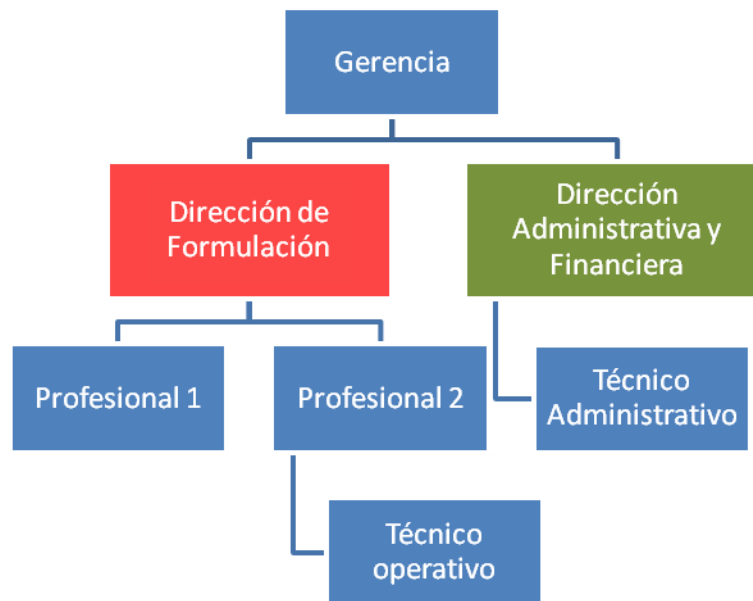 Gerencia
Dirección de
Formulación
Dirección
Administrativa y
Financiera
Profesional 1
Profesional 2
Técnico
Administrativo
Técnico
operativo